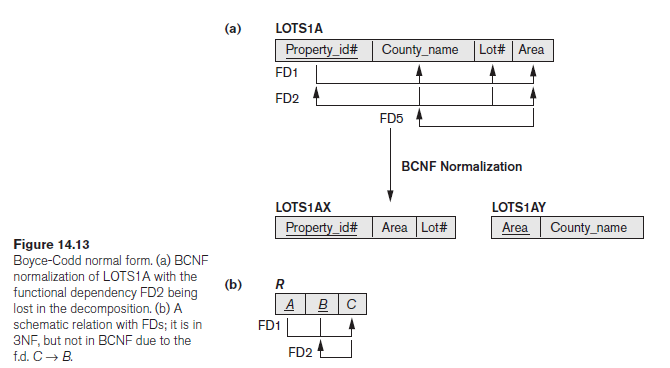 (a)
LOTS1A
Property_id# County_name Lot# Area
FD1
FD2
FD5
BCNF Normalization
LOTS1AX
Property_id# Area Lot#
LOTS1AY
Area County_name
Figure 14.13
Boyce-Codd normal form. (a) BCNF
normalization of LOTS1A with the
functional dependency FD2 being
lost in the decomposition. (b) A
schematic relation with FDs; it is in
3NF, but not in BCNF due to the
f.d. C → B.
(b)
R
A B C
FD1
FD2